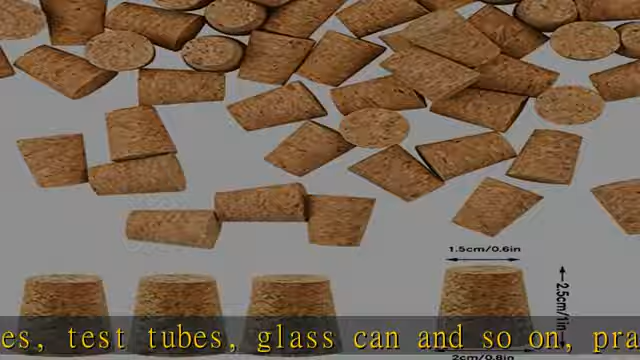 1.5cm/0.6in
2.5cm/1in
es, test tubes, glass can and so on, pra
2cm/0.8in